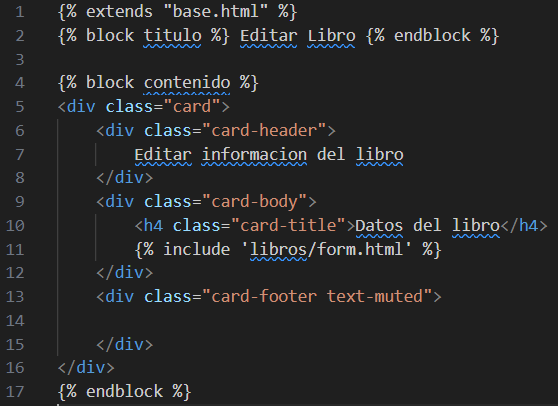 1 {% extends "base.html" %}
2 {% block titulo %} Editar Libro {% endblock %}
3
4 {% block contenido %}
5 <div class="card">
6     <div class="card-header">
7         Editar informacion del libro
8     </div>
9     <div class="card-body">
10         <h4 class="card-title">Datos del libro</h4>
11         {% include 'libros/form.html' %}
12     </div>
13     <div class="card-footer text-muted">
14
15     </div>
16 </div>
17 {% endblock %}